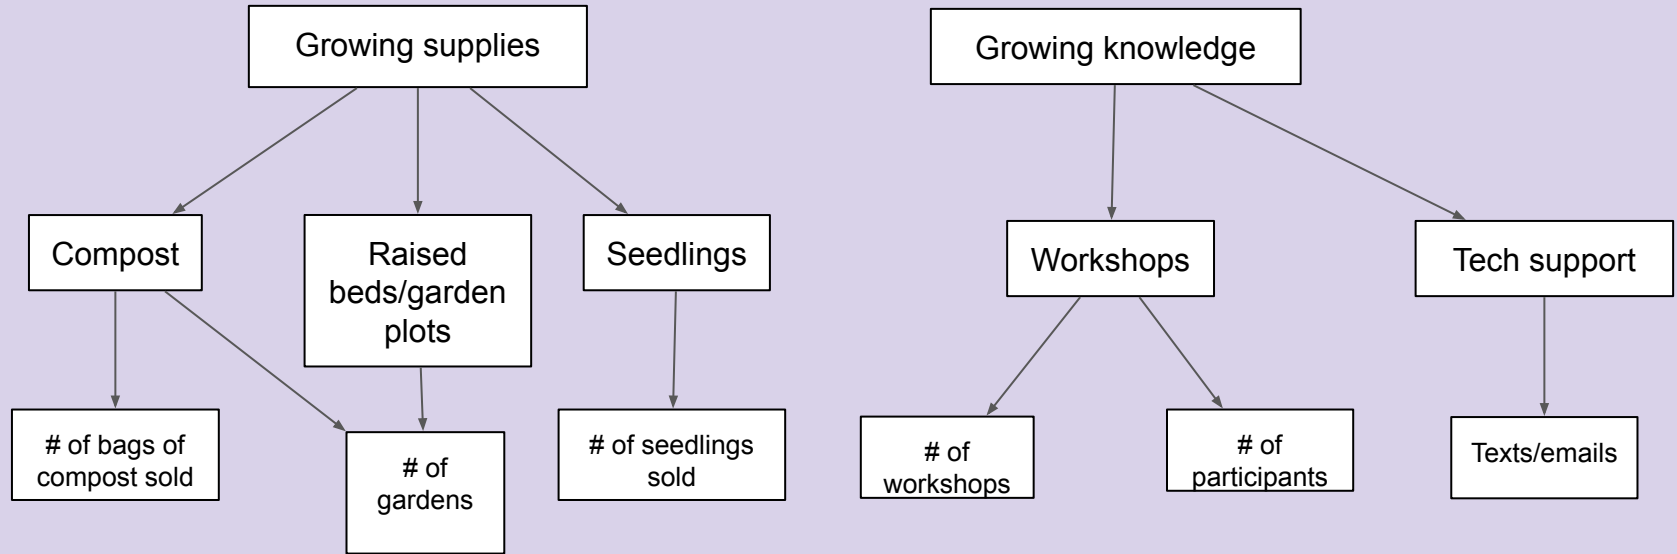 Growing supplies
Growing knowledge
Compost
Raised
beds/garden
plots
Seedlings
Workshops
Tech support
# of bags of
compost sold
# of
gardens
# of seedlings
sold
# of
workshops
# of
participants
Texts/emails